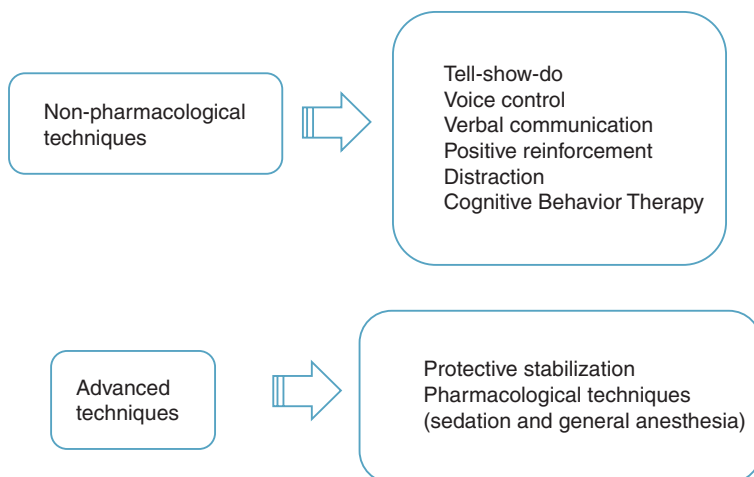 Non-pharmacological
techniques
Tell-show-do
Voice control
Verbal communication
Positive reinforcement
Distraction
Cognitive Behavior Therapy
Advanced
techniques
Protective stabilization
Pharmacological techniques
(sedation and general anesthesia)